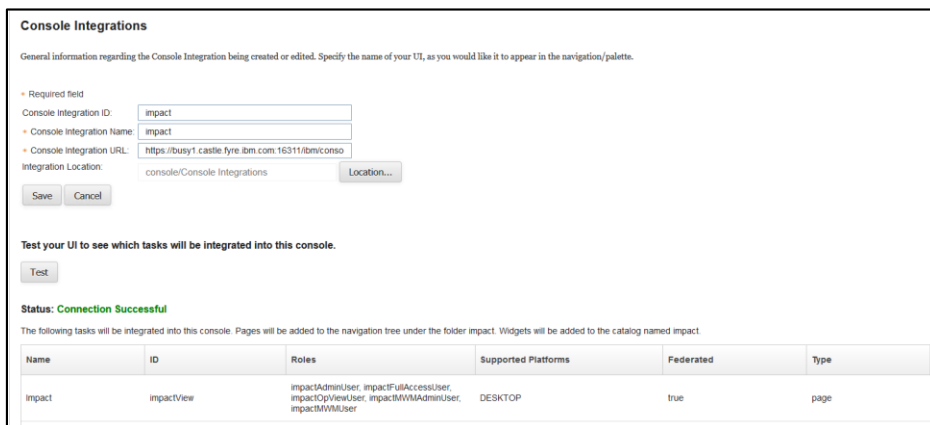 Console Integrations
General information regarding the Console Integration being created or edited. Specify the name of your UI, as you would like it to appear in the navigation/palette.
* Required field
Console Integration ID: impact
* Console Integration Name: impact
* Console Integration URL: https://busy1.castle.fyre.ibm.com:16311/ibm/conso
Integration Location: console/Console Integrations Location...
Save Cancel
Test your UI to see which tasks will be integrated into this console.
Test
Status: Connection Successful
The following tasks will be integrated into this console. Pages will be added to the navigation tree under the folder impact. Widgets will be added to the catalog named impact.
Name ID Roles Supported Platforms Federated Type
impactAdminUser, impactFullAccessUser,
Impact impactView impactOpViewUser, impactMWMAdminUser, DESKTOP true page
impactMWMUser